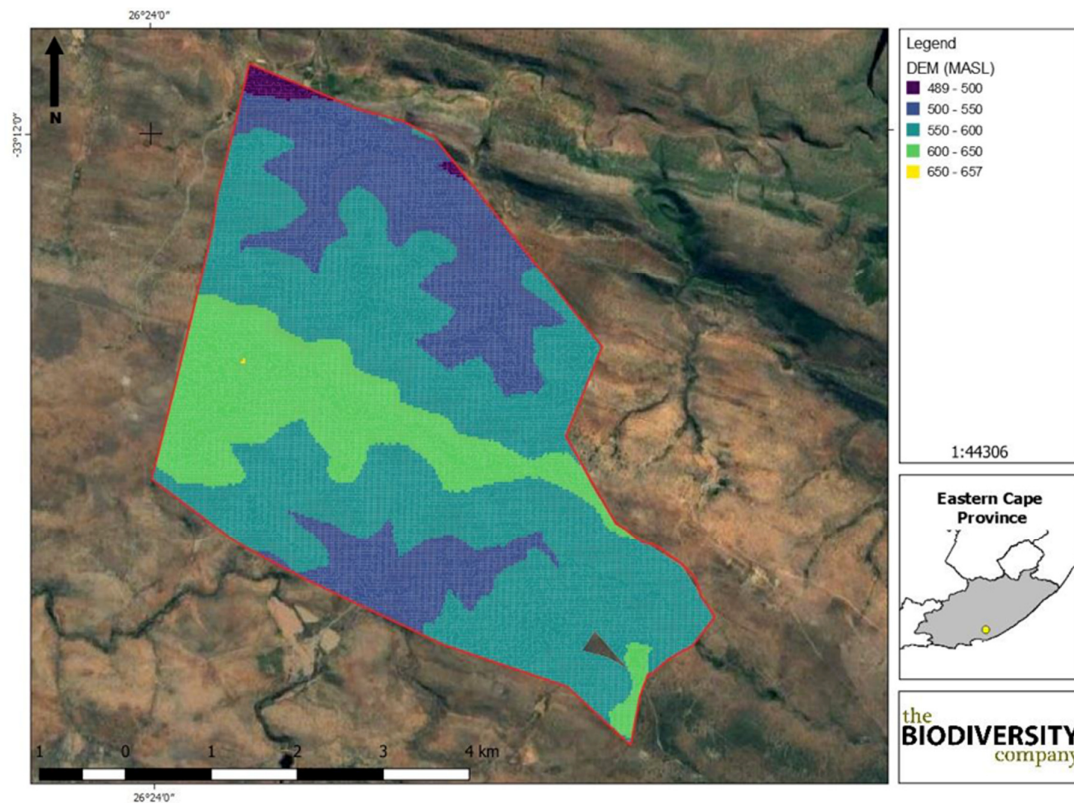 26°24'0"
N
-33°12'0"
Legend
DEM (MASL)
489 - 500
500 - 550
550 - 600
600 - 650
650 - 657
1:44306
Eastern Cape
Province
the
BIODIVERSITY
company
1 0 1 2 3 4 km
26°24'0"